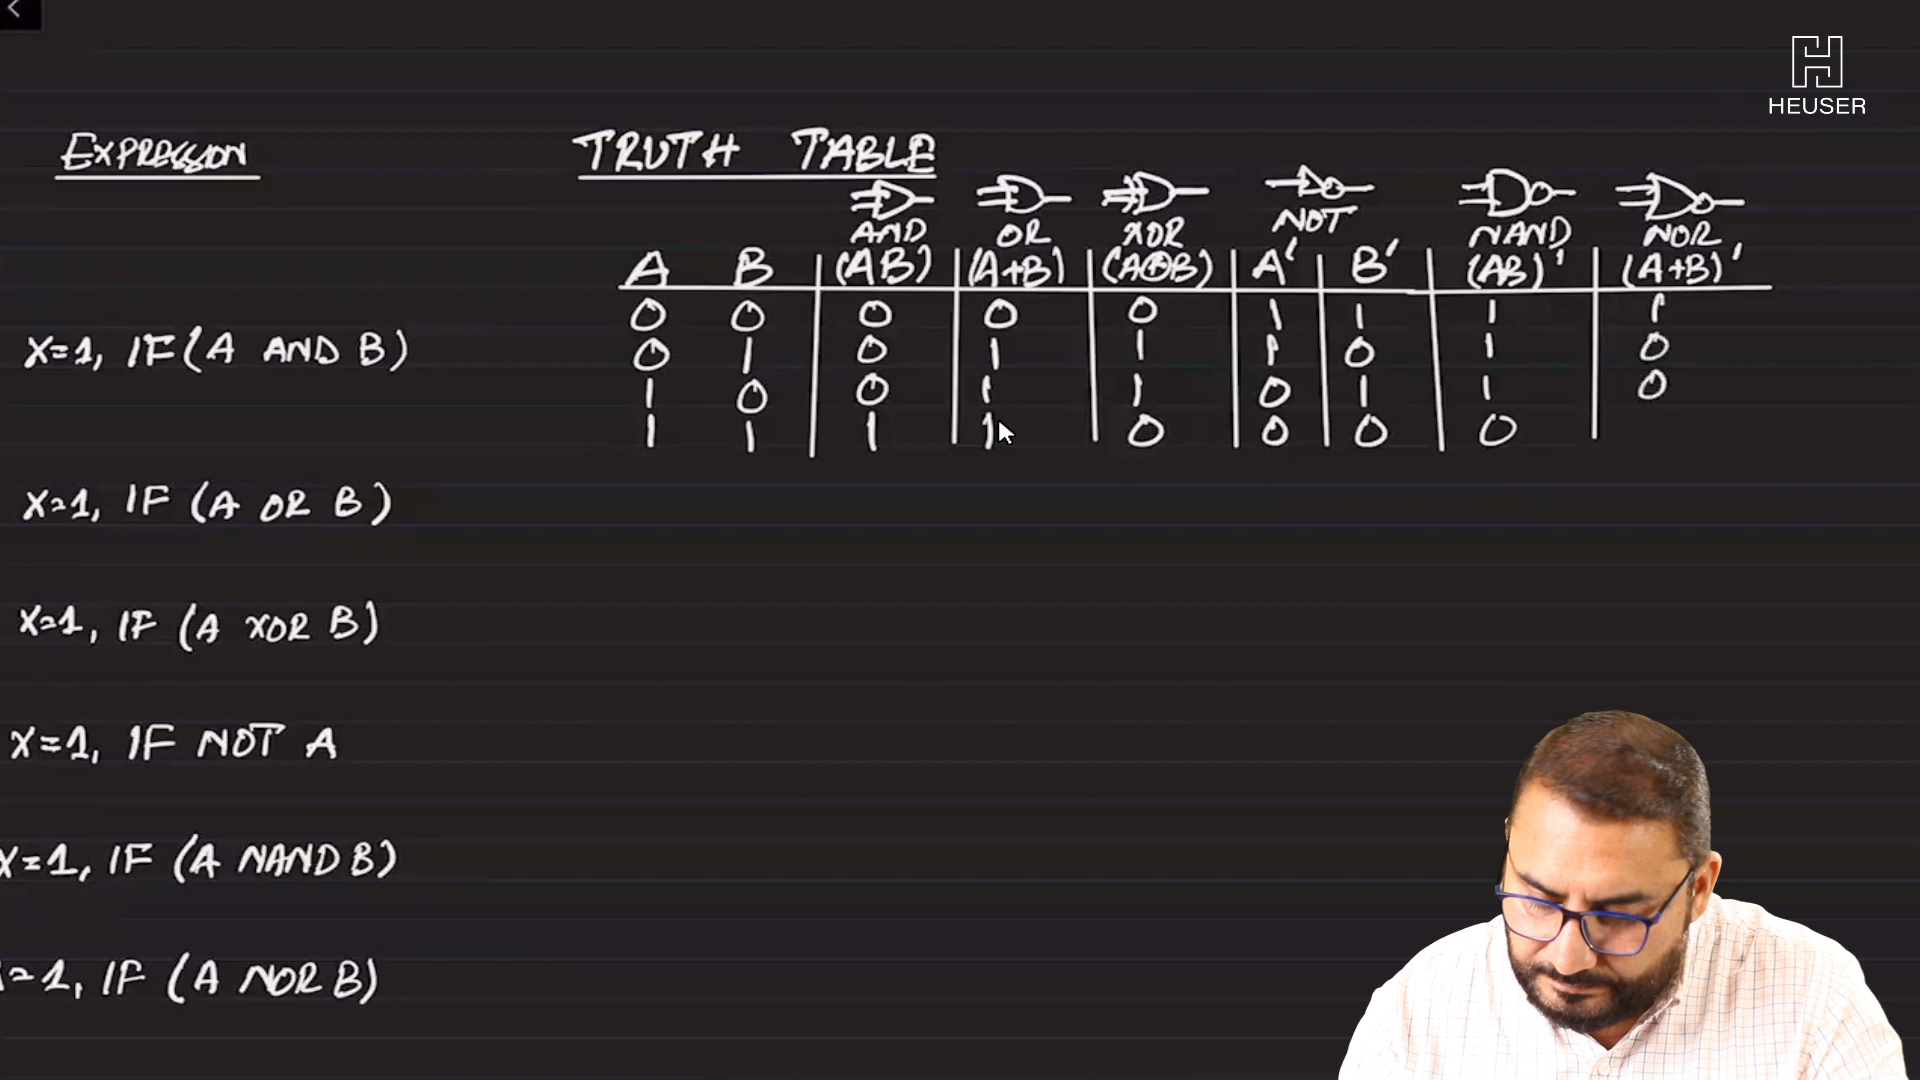 HEUSER
EXPRESSION
TRUTH TABLE
AND OR XOR NOT NAND NOR
A B (AB) (A+B) (A⊕B) A' B' (AB)' (A+B)'
0 0 0 0 0 1 1 1 1
0 1 0 1 1 1 0 1 0
1 0 0 1 1 0 1 1 0
1 1 1 1 0 0 0 0
X=1, IF (A AND B)
X=1, IF (A OR B)
X=1, IF (A XOR B)
X=1, IF NOT A
X=1, IF (A NAND B)
=1, IF (A NOR B)